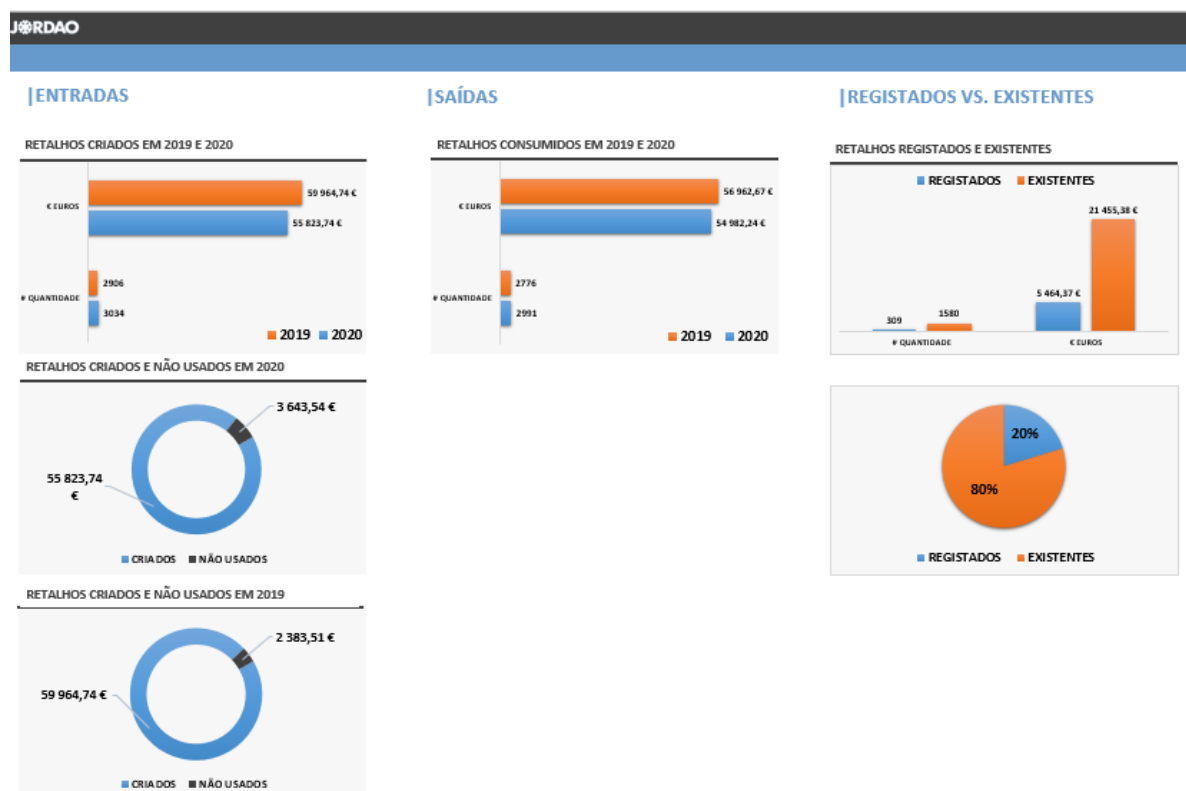 JORDAO
|ENTRADAS
RETALHOS CRIADOS EM 2019 E 2020
€ EUROS
59 964,74 €
55 823,74 €
# QUANTIDADE
2906
3034
2019 2020
RETALHOS CRIADOS E NÃO USADOS EM 2020
3 643,54 €
55 823,74
€
CRIADOS NÃO USADOS
RETALHOS CRIADOS E NÃO USADOS EM 2019
2 383,51 €
59 964,74 €
CRIADOS NÃO USADOS
|SAÍDAS
RETALHOS CONSUMIDOS EM 2019 E 2020
€ EUROS
56 962,67 €
54 982,24 €
# QUANTIDADE
2776
2991
2019 2020
|REGISTADOS VS. EXISTENTES
RETALHOS REGISTADOS E EXISTENTES
REGISTADOS EXISTENTES
21 455,38 €
5 464,37 €
309
1580
# QUANTIDADE
€ EUROS
20%
80%
REGISTADOS EXISTENTES